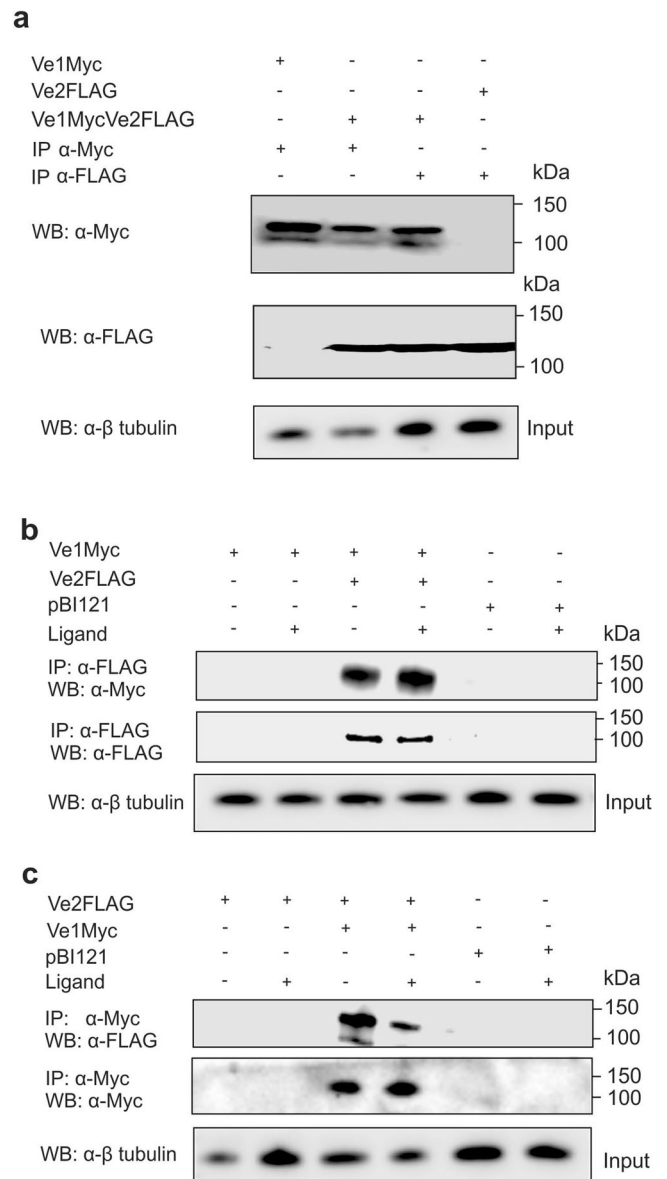 a
Ve1Myc + - - -
Ve2FLAG - - - +
Ve1MycVe2FLAG - + + -
IP α-Myc + + - -
IP α-FLAG - - + +
kDa
WB: α-Myc
150
100
kDa
WB: α-FLAG
150
100
WB: α-β tubulin Input
b
Ve1Myc + + + + - -
Ve2FLAG - - + + - -
pBI121 - - - - + +
Ligand - + - + - +
kDa
IP: α-FLAG 150
WB: α-Myc 100
IP: α-FLAG 150
WB: α-FLAG 100
WB: α-β tubulin Input
c
Ve2FLAG + + + + - -
Ve1Myc - - + + - -
pBI121 - - - - + +
Ligand - + - + - +
kDa
IP: α-Myc 150
WB: α-FLAG 100
IP: α-Myc 150
WB: α-Myc 100
WB: α-β tubulin Input